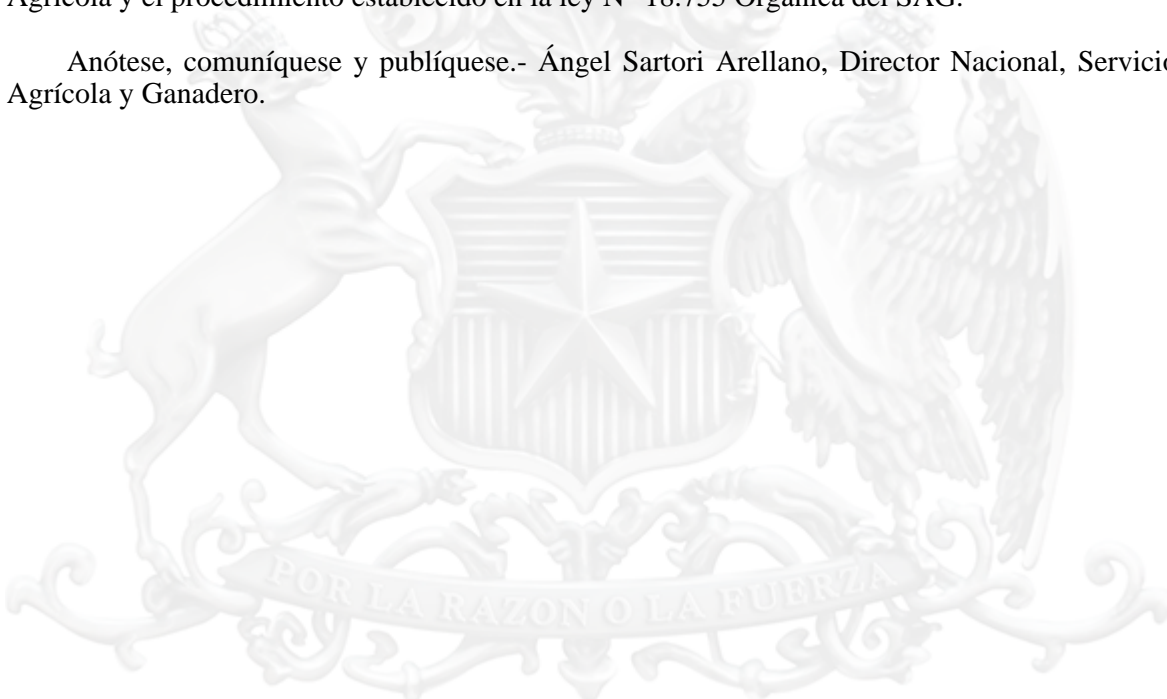 Agrícola y el procedimiento establecido en la ley N° 18.755 Orgánica del SAG.
Anótese, comuníquese y publíquese.- Ángel Sartori Arellano, Director Nacional, Servicio
Agrícola y Ganadero.
POR LA RAZON O LA FUERZA